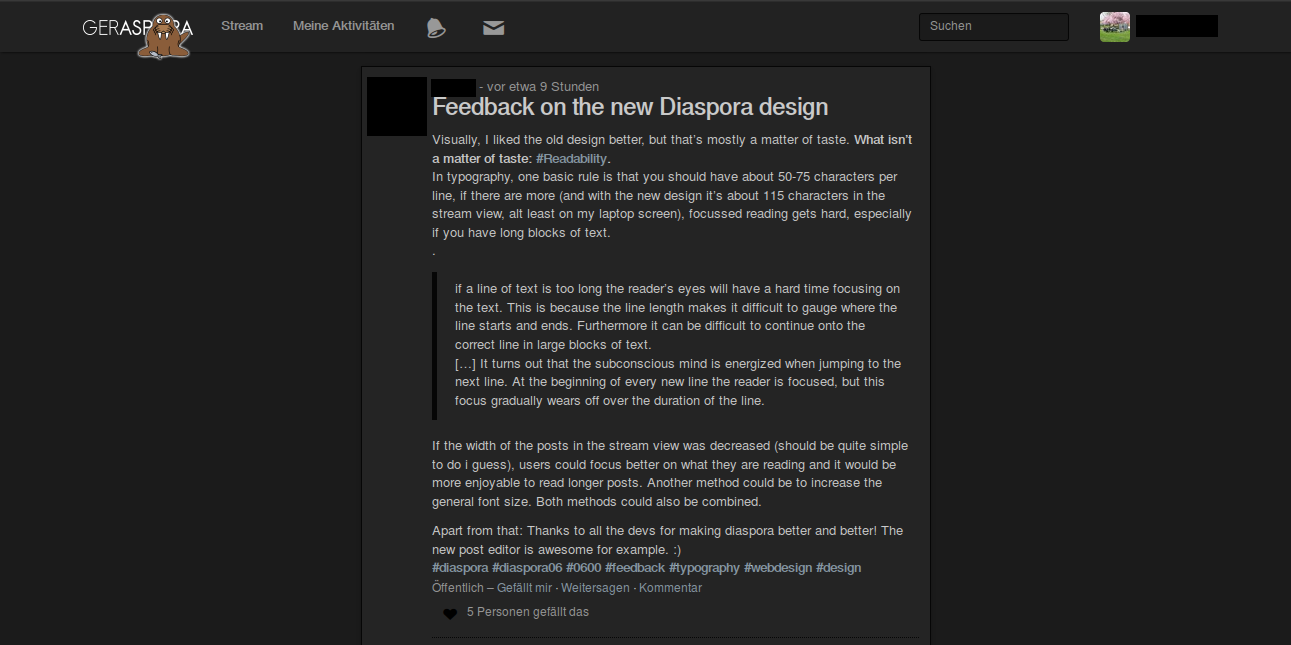 GERASPORA
Stream
Meine Aktivitäten
Suchen
- vor etwa 9 Stunden
Feedback on the new Diaspora design
Visually, I liked the old design better, but that's mostly a matter of taste. What isn't
a matter of taste: #Readability.
In typography, one basic rule is that you should have about 50-75 characters per
line, if there are more (and with the new design it's about 115 characters in the
stream view, alt least on my laptop screen), focussed reading gets hard, especially
if you have long blocks of text.
.
if a line of text is too long the reader's eyes will have a hard time focusing on
the text. This is because the line length makes it difficult to gauge where the
line starts and ends. Furthermore it can be difficult to continue onto the
correct line in large blocks of text.
[…] It turns out that the subconscious mind is energized when jumping to the
next line. At the beginning of every new line the reader is focused, but this
focus gradually wears off over the duration of the line.
If the width of the posts in the stream view was decreased (should be quite simple
to do i guess), users could focus better on what they are reading and it would be
more enjoyable to read longer posts. Another method could be to increase the
general font size. Both methods could also be combined.
Apart from that: Thanks to all the devs for making diaspora better and better! The
new post editor is awesome for example. :)
#diaspora #diaspora06 #0600 #feedback #typography #webdesign #design
Öffentlich – Gefällt mir · Weitersagen · Kommentar
5 Personen gefällt das